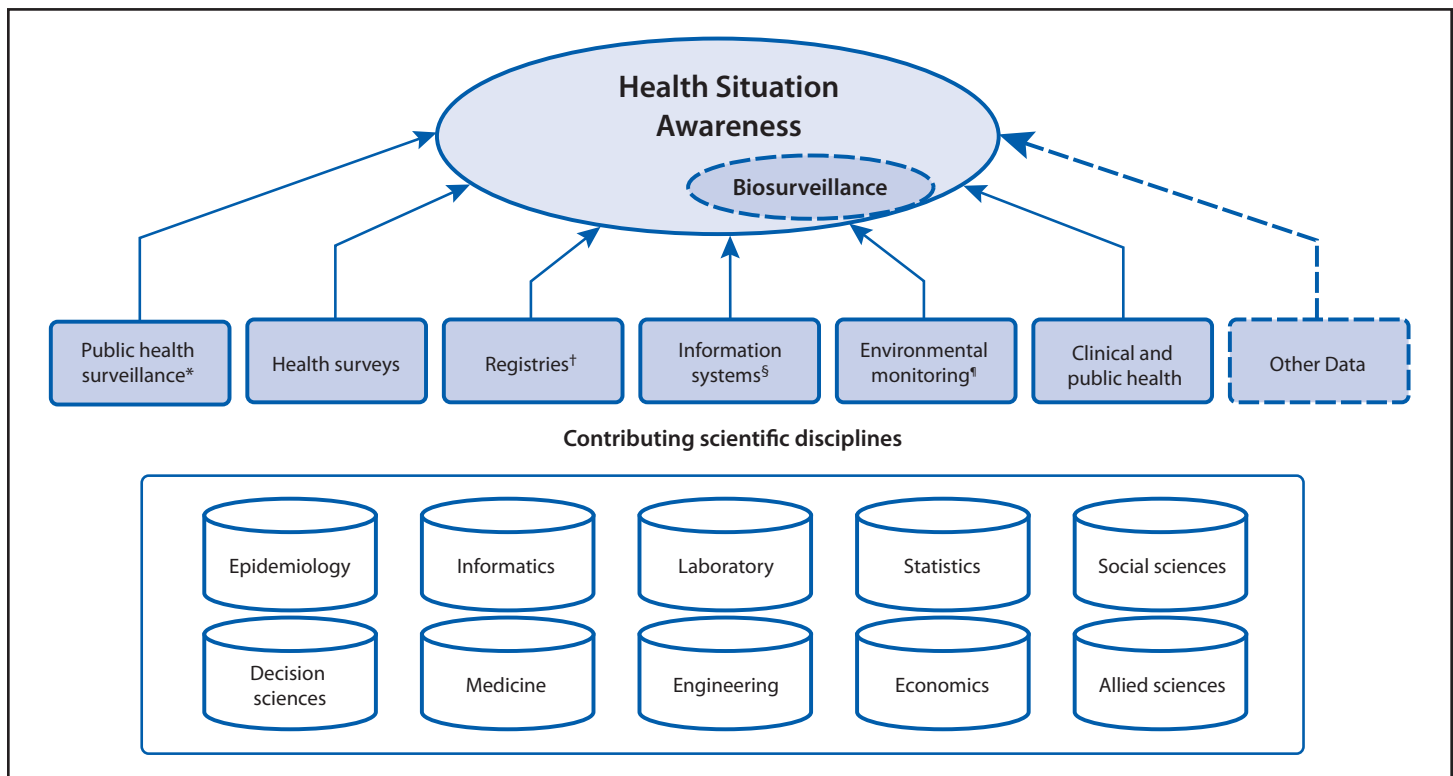 Health Situation
Awareness
Biosurveillance
Public health
surveillance*
Health surveys
Registries†
Information
systems§
Environmental
monitoring¶
Clinical and
public health
Other Data
Contributing scientific disciplines
Epidemiology
Informatics
Laboratory
Statistics
Social sciences
Decision
sciences
Medicine
Engineering
Economics
Allied sciences